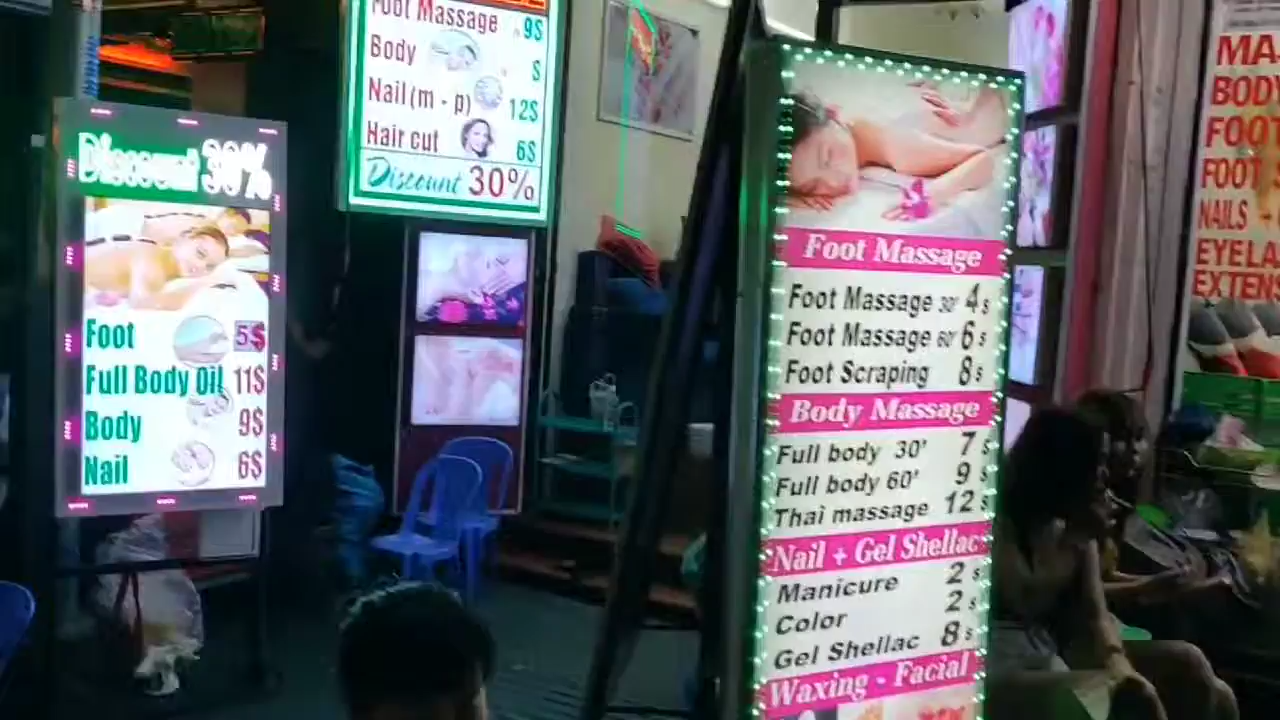 Discount 30%
Foot 5$
Full Body Oil 11$
Body 9$
Nail 6$
Foot Massage 9$
Body $
Nail (m - p) 12$
Hair cut 6$
Discount 30%
Foot Massage
Foot Massage 30' 4$
Foot Massage 60' 6$
Foot Scraping 8$
Body Massage
Full body 30' 7$
Full body 60' 9$
Thai massage 12$
Nail + Gel Shellac
Manicure 2$
Color 2$
Gel Shellac 8$
Waxing - Facial
MA
BODY
FOOT
FOOT S
NAILS -
EYELA
EXTENS